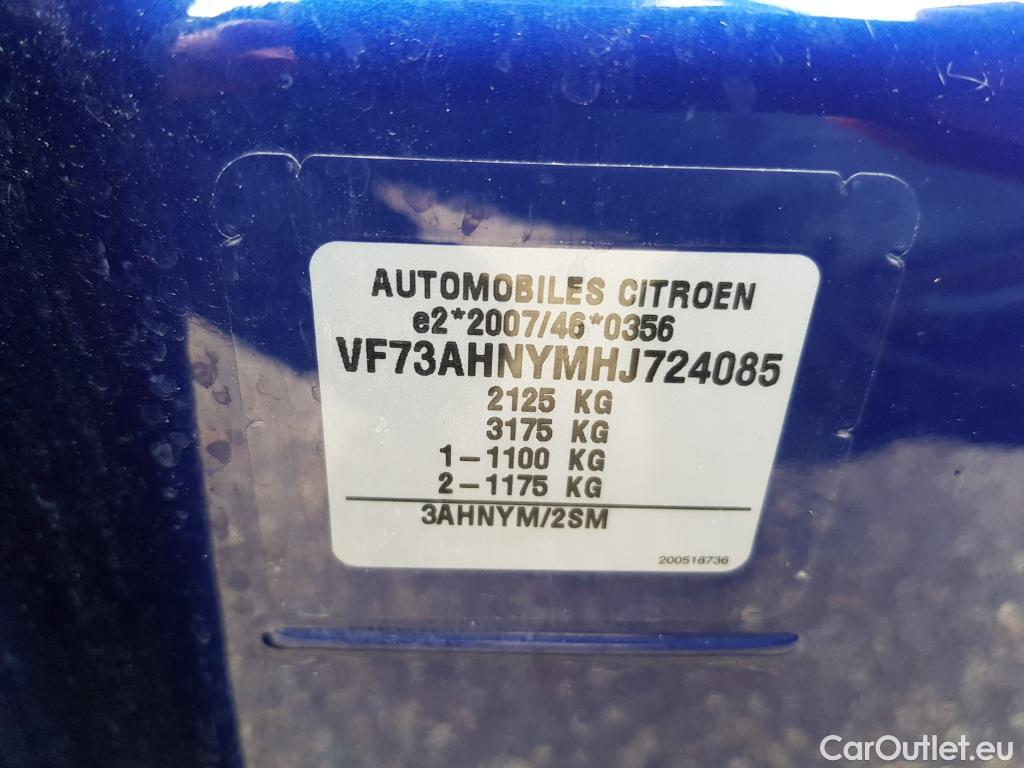 AUTOMOBILES CITROEN
e2*2007/46*0356
VF73AHNYMHJ724085
2125 KG
3175 KG
1-1100 KG
2-1175 KG
3AHNYM/2SM
200518736
CarOutlet.eu